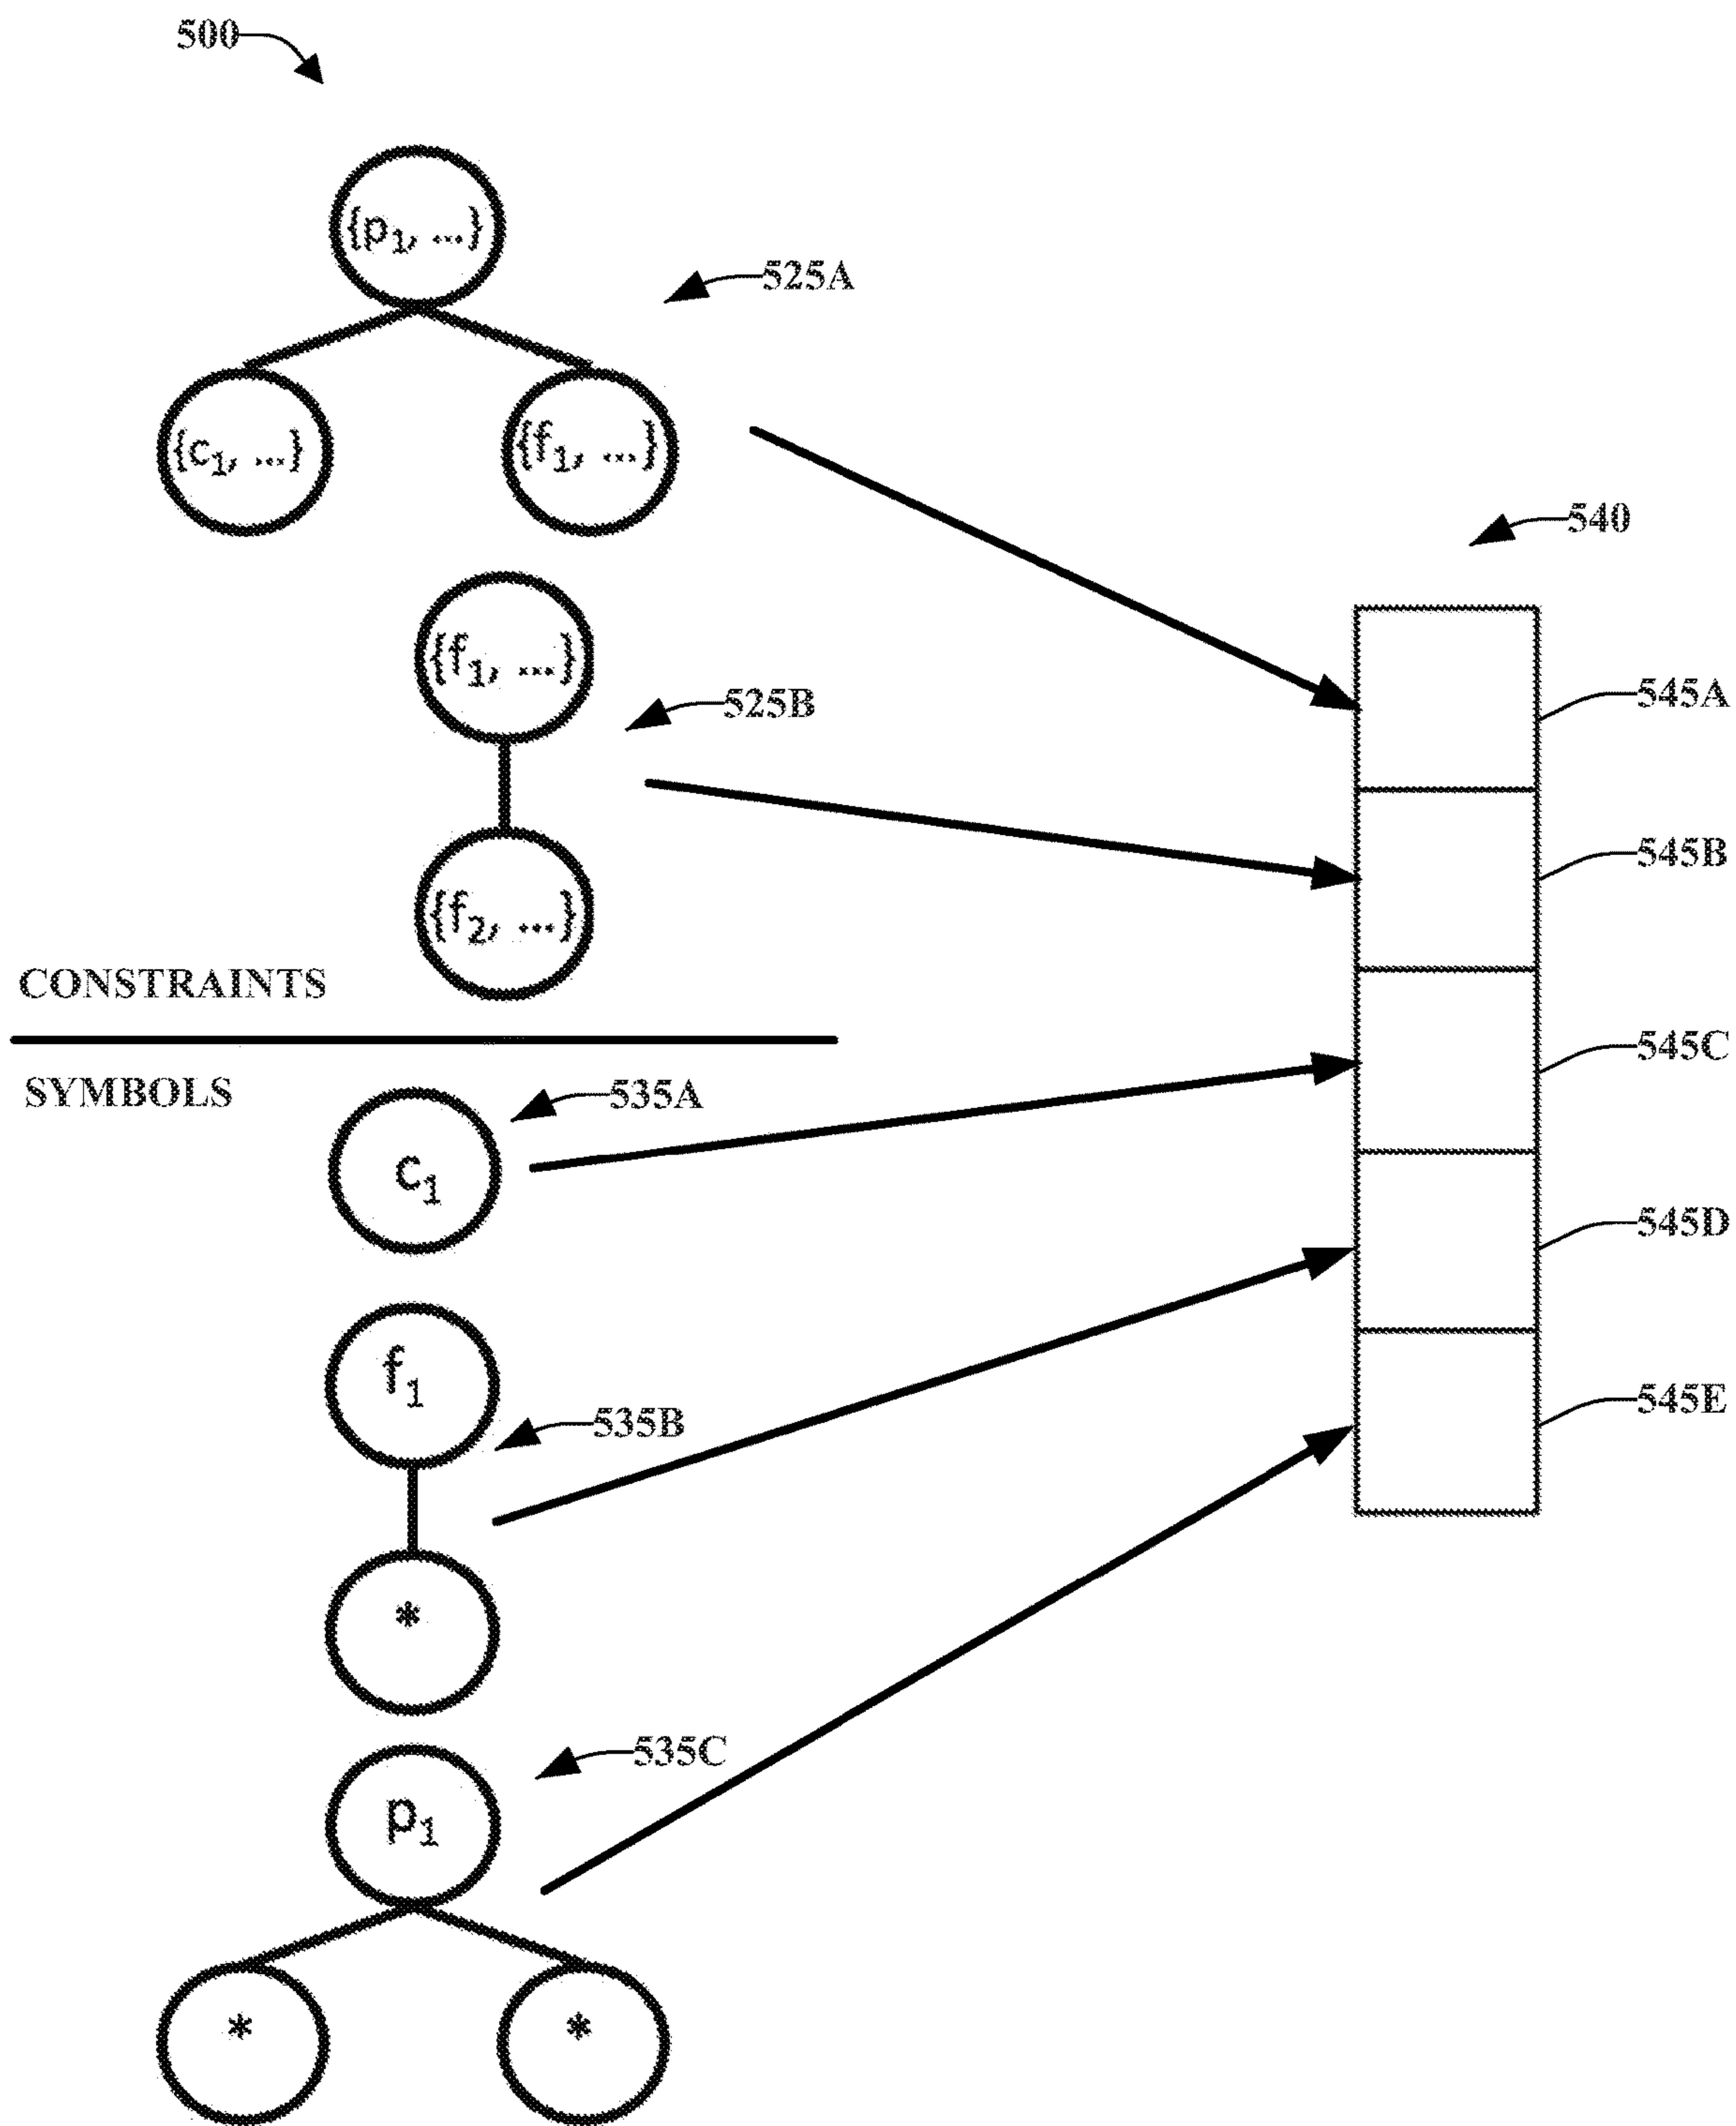 500
{p₁, ...}
525A
{c₁, ...} {f₁, ...}
540
{f₁, ...}
525B
545A
545B
{f₂, ...}
CONSTRAINTS
545C
SYMBOLS
535A
c₁
545D
f₁
535B
545E
*
535C
p₁
* *